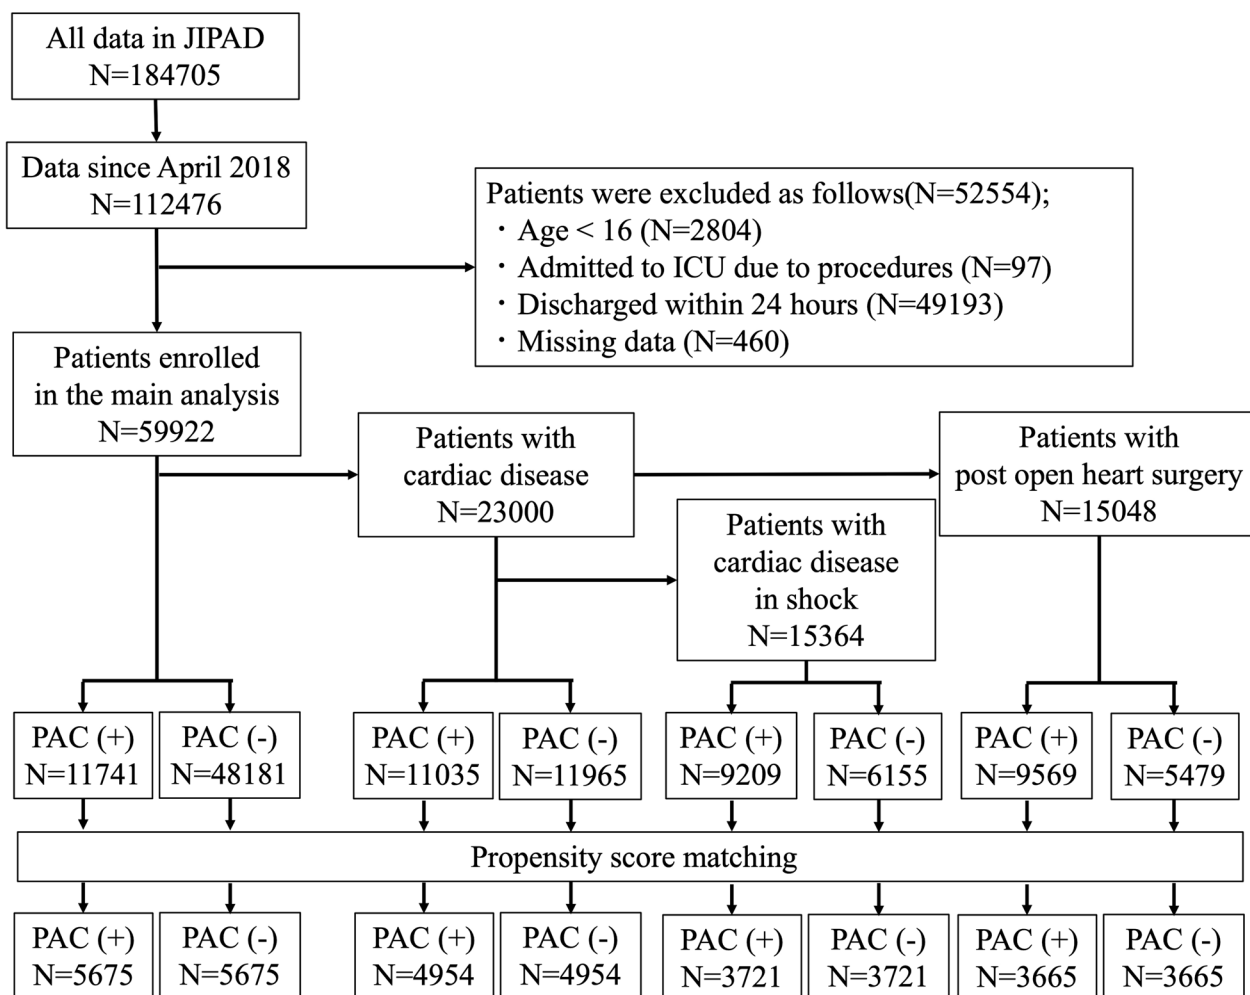 All data in JIPAD
N=184705
Data since April 2018
N=112476
Patients were excluded as follows(N=52554);
・Age < 16 (N=2804)
・Admitted to ICU due to procedures (N=97)
・Discharged within 24 hours (N=49193)
・Missing data (N=460)
Patients enrolled
in the main analysis
N=59922
Patients with
cardiac disease
N=23000
Patients with
post open heart surgery
N=15048
Patients with
cardiac disease
in shock
N=15364
PAC (+)
N=11741
PAC (-)
N=48181
PAC (+)
N=11035
PAC (-)
N=11965
PAC (+)
N=9209
PAC (-)
N=6155
PAC (+)
N=9569
PAC (-)
N=5479
Propensity score matching
PAC (+)
N=5675
PAC (-)
N=5675
PAC (+)
N=4954
PAC (-)
N=4954
PAC (+)
N=3721
PAC (-)
N=3721
PAC (+)
N=3665
PAC (-)
N=3665